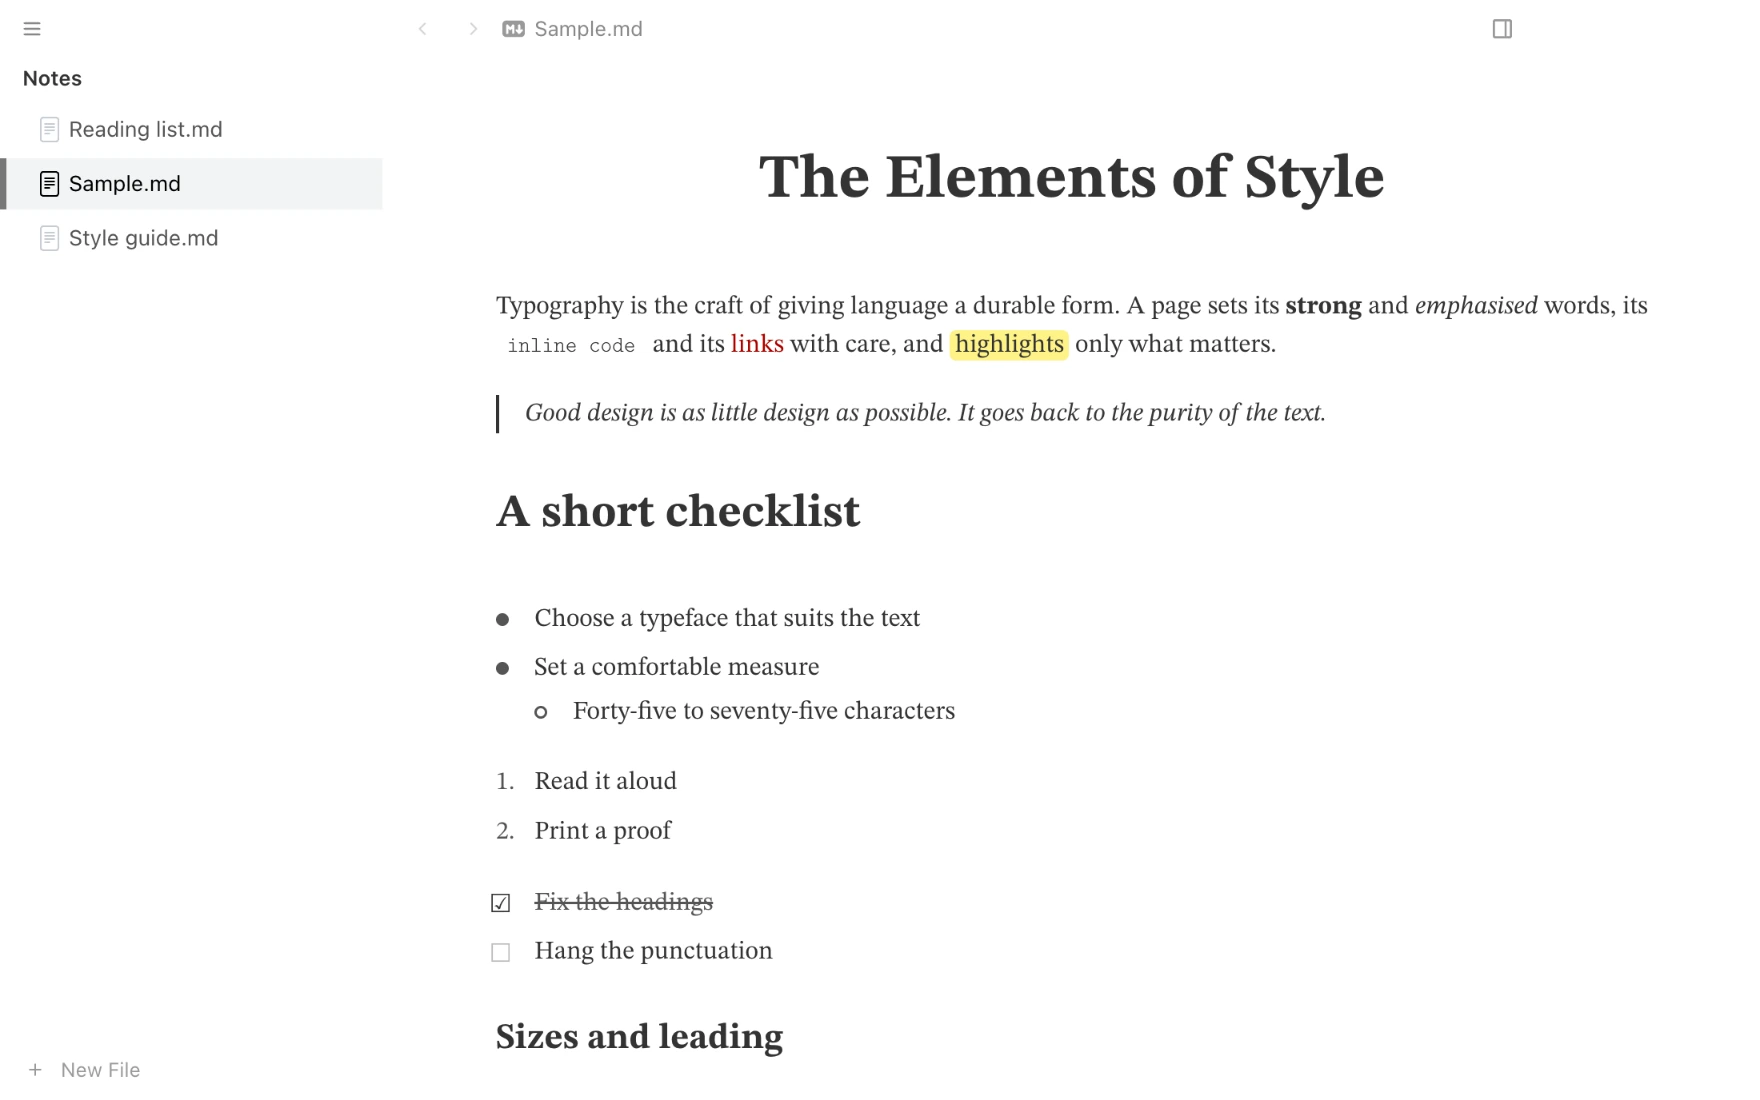 Sample.md
Notes
Reading list.md
Sample.md
Style guide.md
New File
The Elements of Style
Typography is the craft of giving language a durable form. A page sets its strong and emphasised words, its
inline code and its links with care, and highlights only what matters.
Good design is as little design as possible. It goes back to the purity of the text.
A short checklist
Choose a typeface that suits the text
Set a comfortable measure
Forty-five to seventy-five characters
1. Read it aloud
2. Print a proof
Fix the headings
Hang the punctuation
Sizes and leading